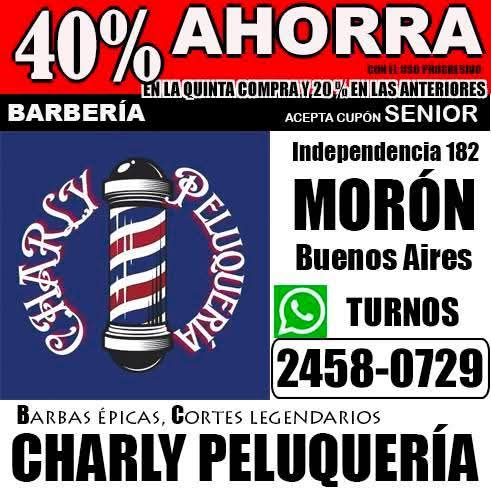 40% AHORRA
CON EL USO PROGRESIVO
EN LA QUINTA COMPRA Y 20% EN LAS ANTERIORES
BARBERÍA
ACEPTA CUPÓN SENIOR
CHARLY PELUQUERÍA
Independencia 182
MORÓN
Buenos Aires
TURNOS
2458-0729
BARBAS ÉPICAS, CORTES LEGENDARIOS
CHARLY PELUQUERÍA